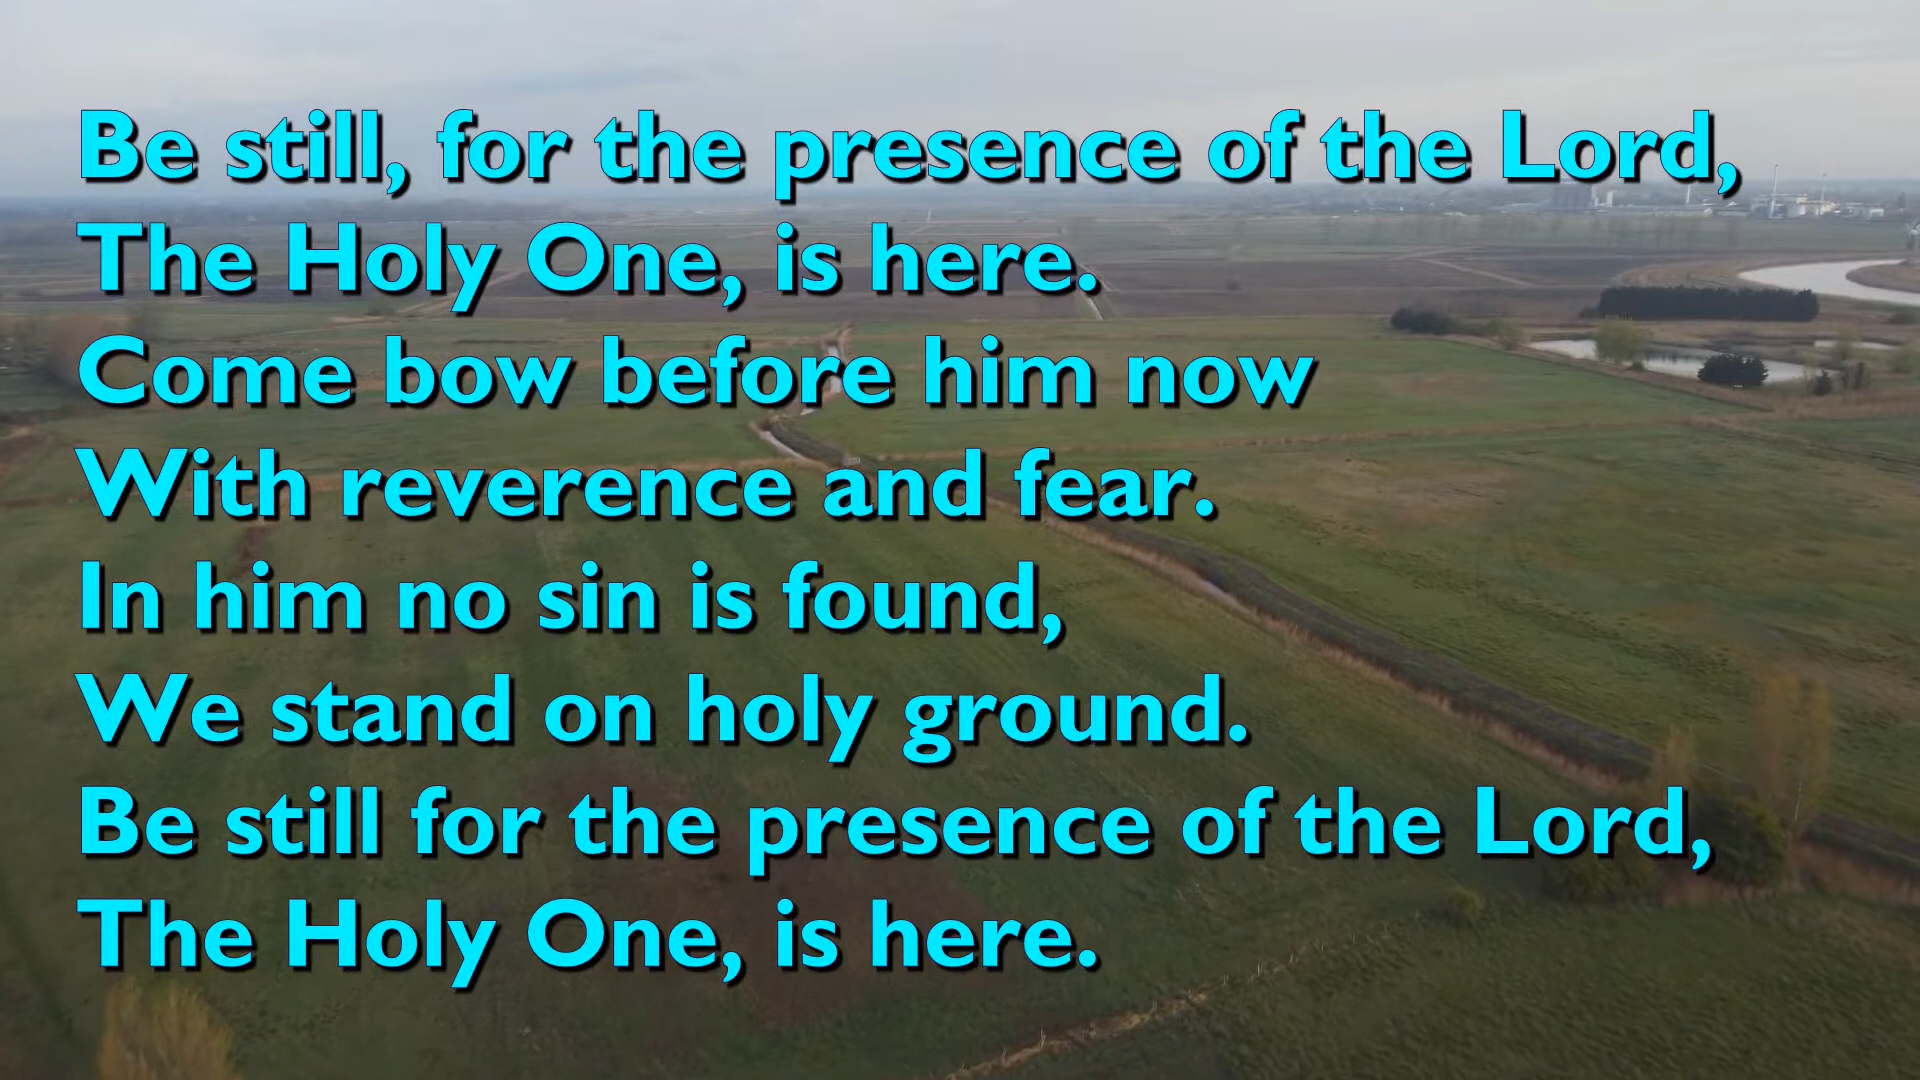 Be still, for the presence of the Lord,
The Holy One, is here.
Come bow before him now
With reverence and fear.
In him no sin is found,
We stand on holy ground.
Be still for the presence of the Lord,
The Holy One, is here.